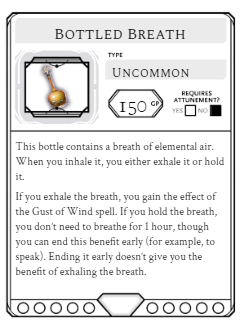 BOTTLED BREATH
TYPE
UNCOMMON
150 GP
REQUIRES
ATTUNEMENT?
YES NO
This bottle contains a breath of elemental air.
When you inhale it, you either exhale it or hold
it.
If you exhale the breath, you gain the effect of
the Gust of Wind spell. If you hold the breath,
you don't need to breathe for 1 hour, though
you can end this benefit early (for example, to
speak). Ending it early doesn't give you the
benefit of exhaling the breath.